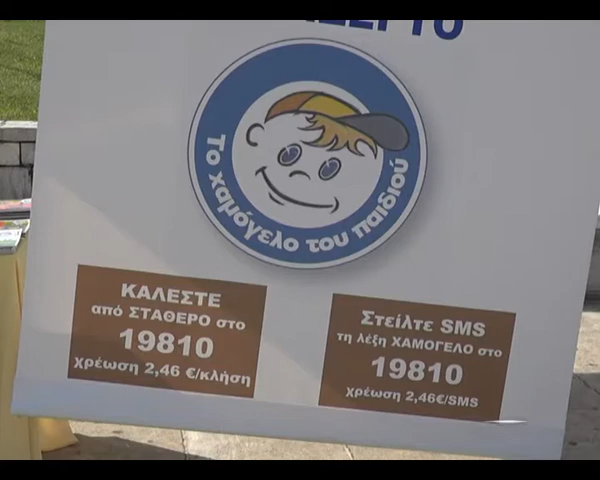 Το χαμόγελο του παιδιού
ΚΑΛΕΣΤΕ
από ΣΤΑΘΕΡΟ στο
19810
χρέωση 2,46 €/κλήση
Στείλτε SMS
τη λέξη ΧΑΜΟΓΕΛΟ στο
19810
χρέωση 2,46€/SMS